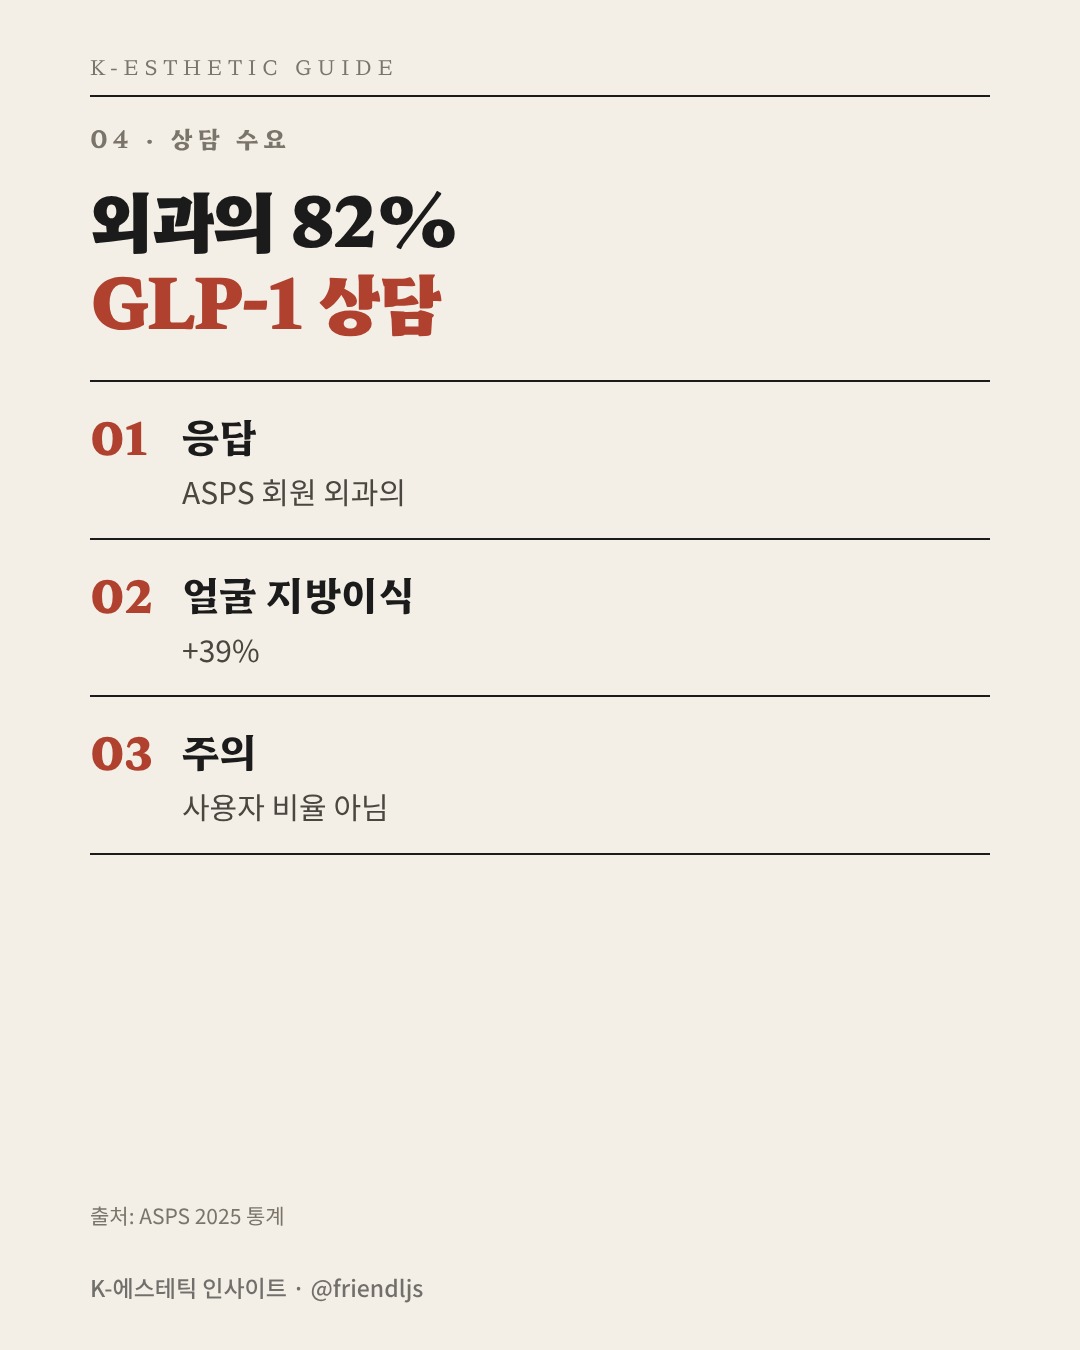 K-ESTHETIC GUIDE
04 · 상담 수요
외과의 82%
GLP-1 상담
01 응답
ASPS 회원 외과의
02 얼굴 지방이식
+39%
03 주의
사용자 비율 아님
출처: ASPS 2025 통계
K-에스테틱 인사이트 · @friendljs